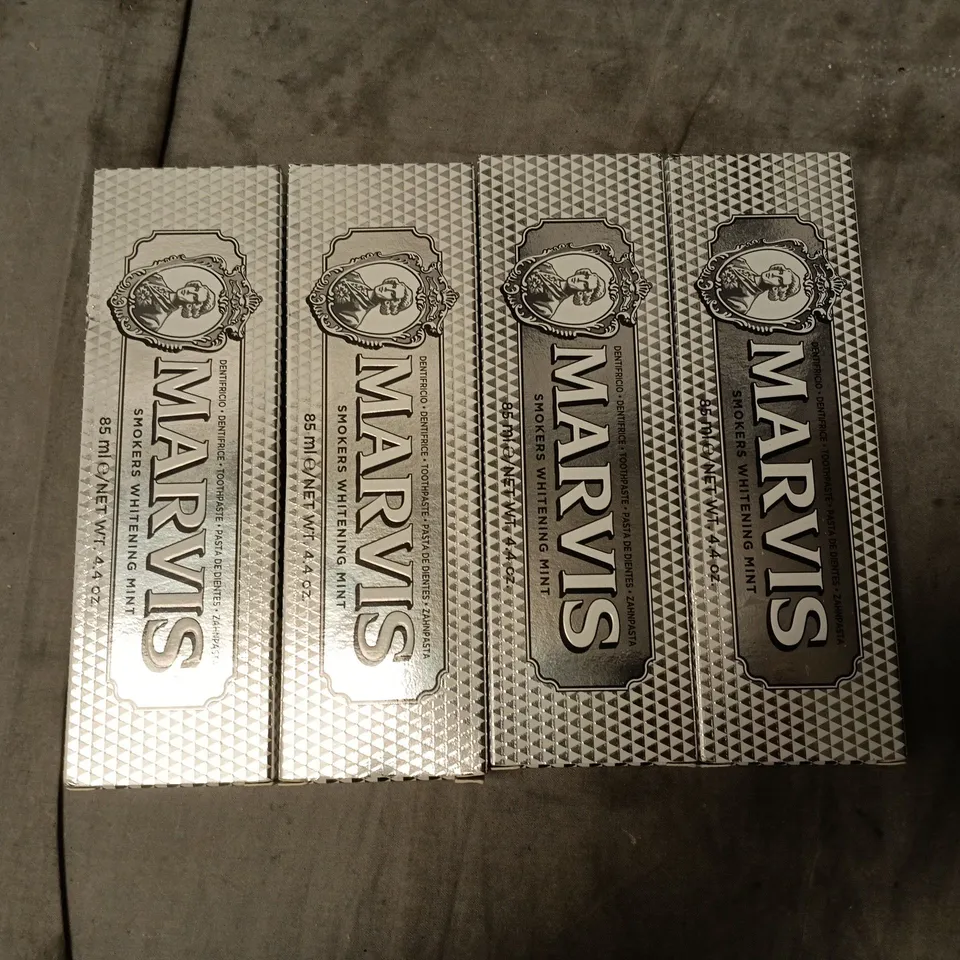 DENTIFRICIO • DENTIFRICE • TOOTHPASTE • PASTA DE DIENTES • ZAHNPASTA
MARVIS
SMOKERS WHITENING MINT
85 ml e/NET WT. 4.4 oz.
DENTIFRICIO • DENTIFRICE • TOOTHPASTE • PASTA DE DIENTES • ZAHNPASTA
MARVIS
SMOKERS WHITENING MINT
85 ml e/NET WT. 4.4 oz.
DENTIFRICIO • DENTIFRICE • TOOTHPASTE • PASTA DE DIENTES • ZAHNPASTA
MARVIS
SMOKERS WHITENING MINT
85 ml e/NET WT. 4.4 oz.
DENTIFRICIO • DENTIFRICE • TOOTHPASTE • PASTA DE DIENTES • ZAHNPASTA
MARVIS
SMOKERS WHITENING MINT
85 ml e/NET WT. 4.4 oz.